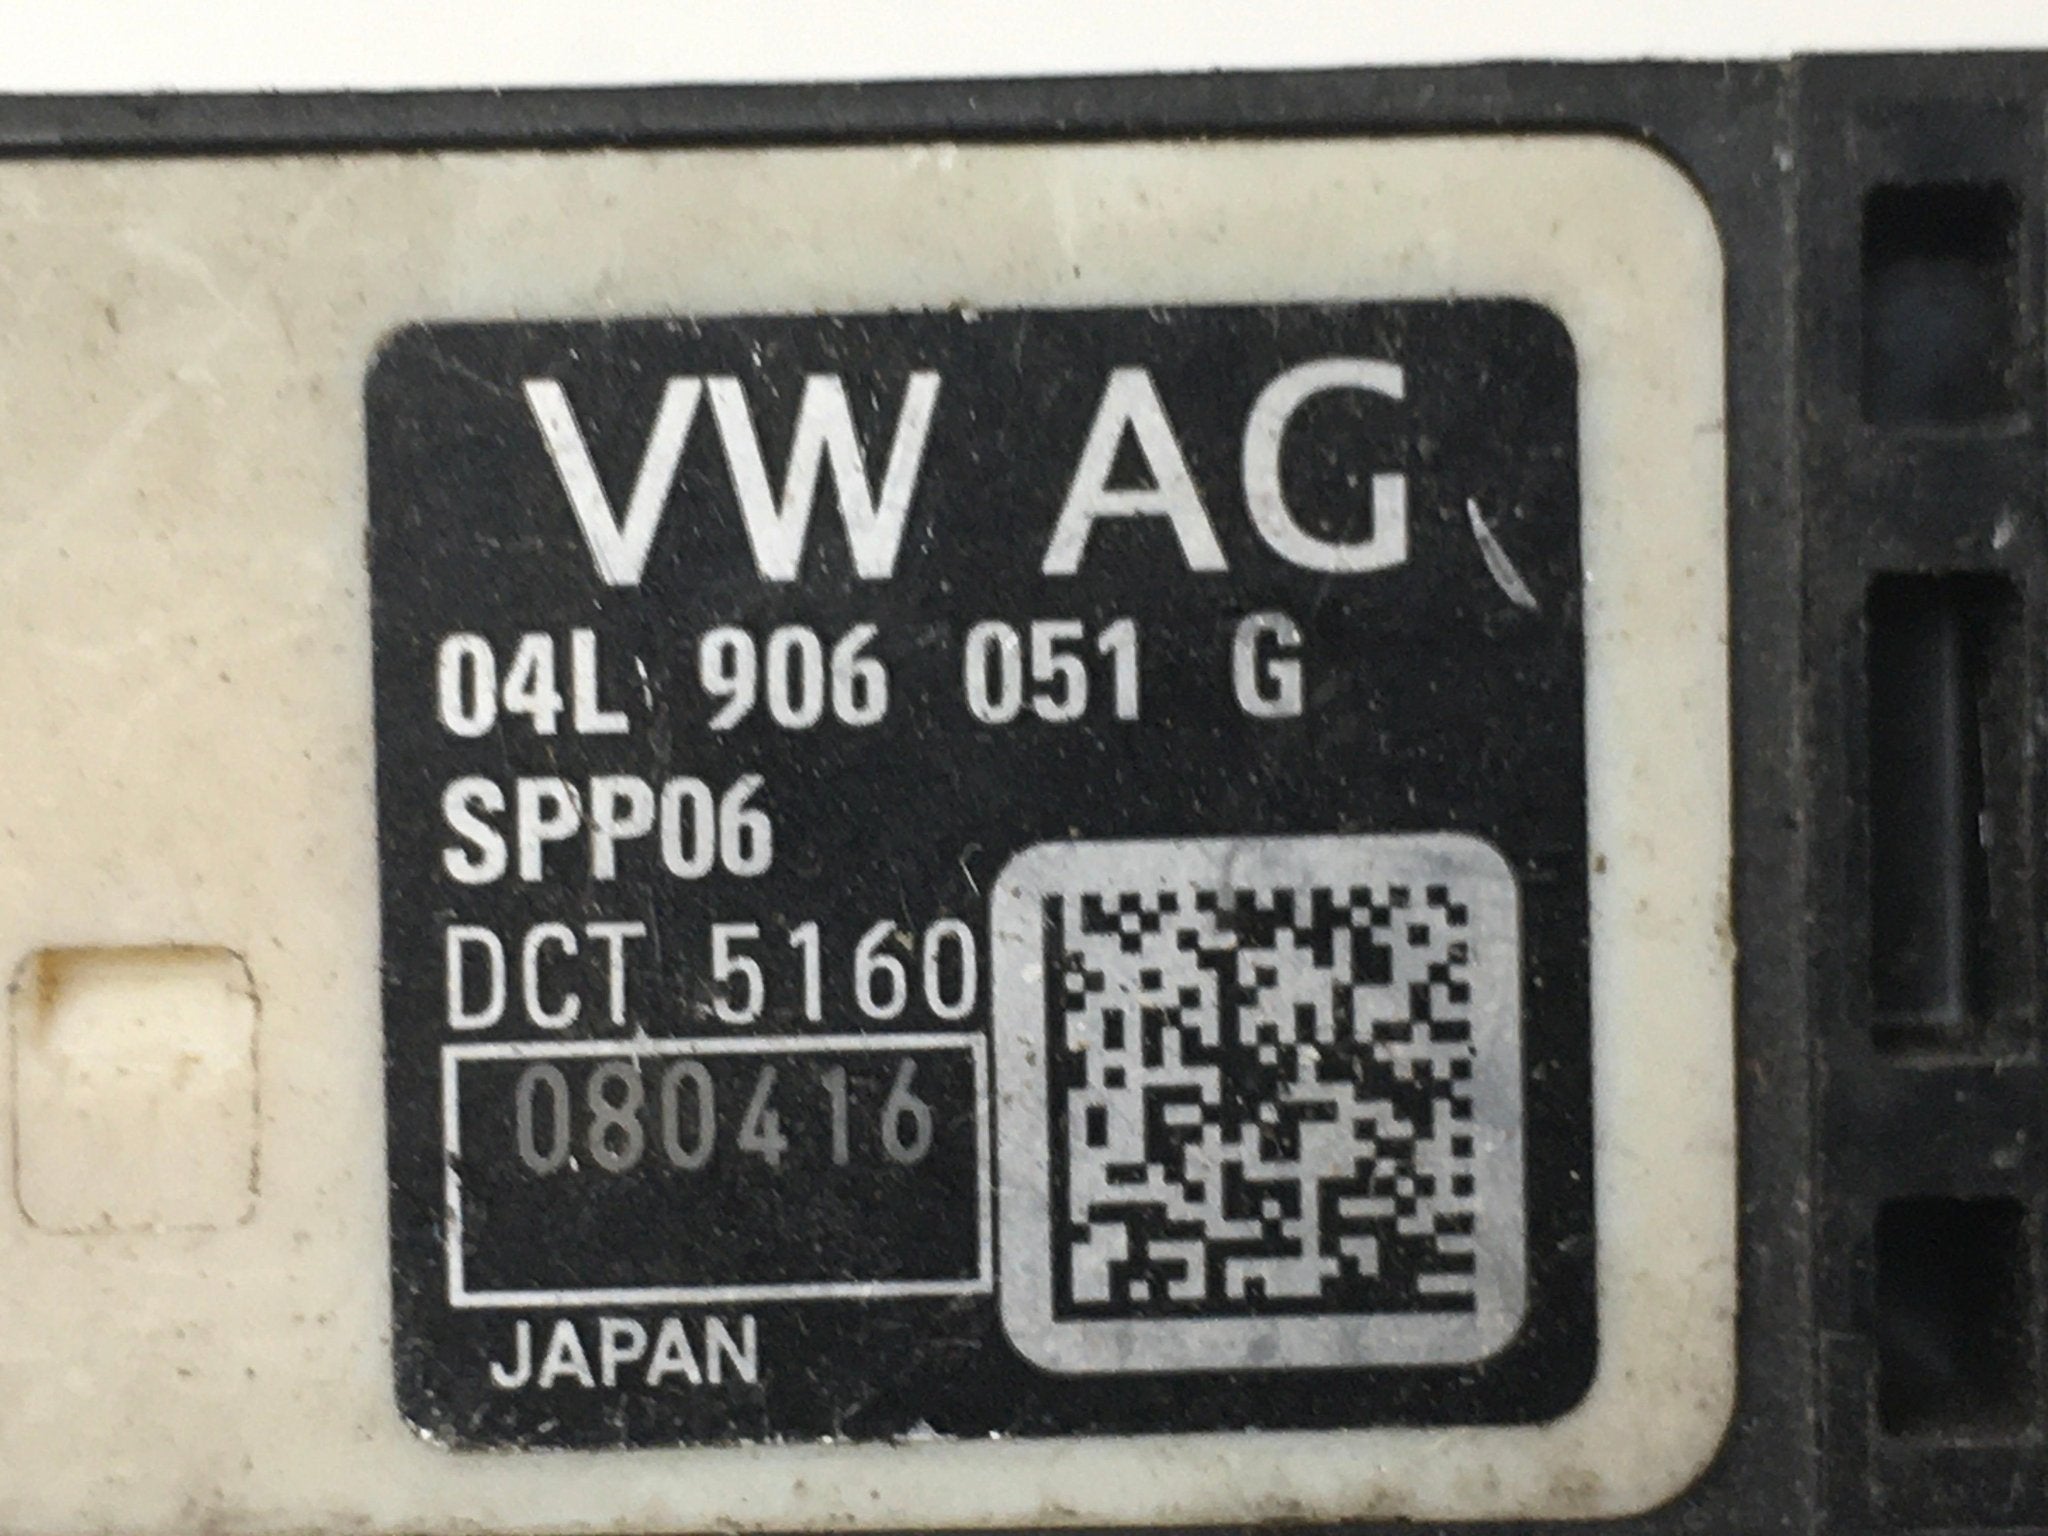 VW AG
04L 906 051 G
SPP06
DCT 5160
080416
JAPAN